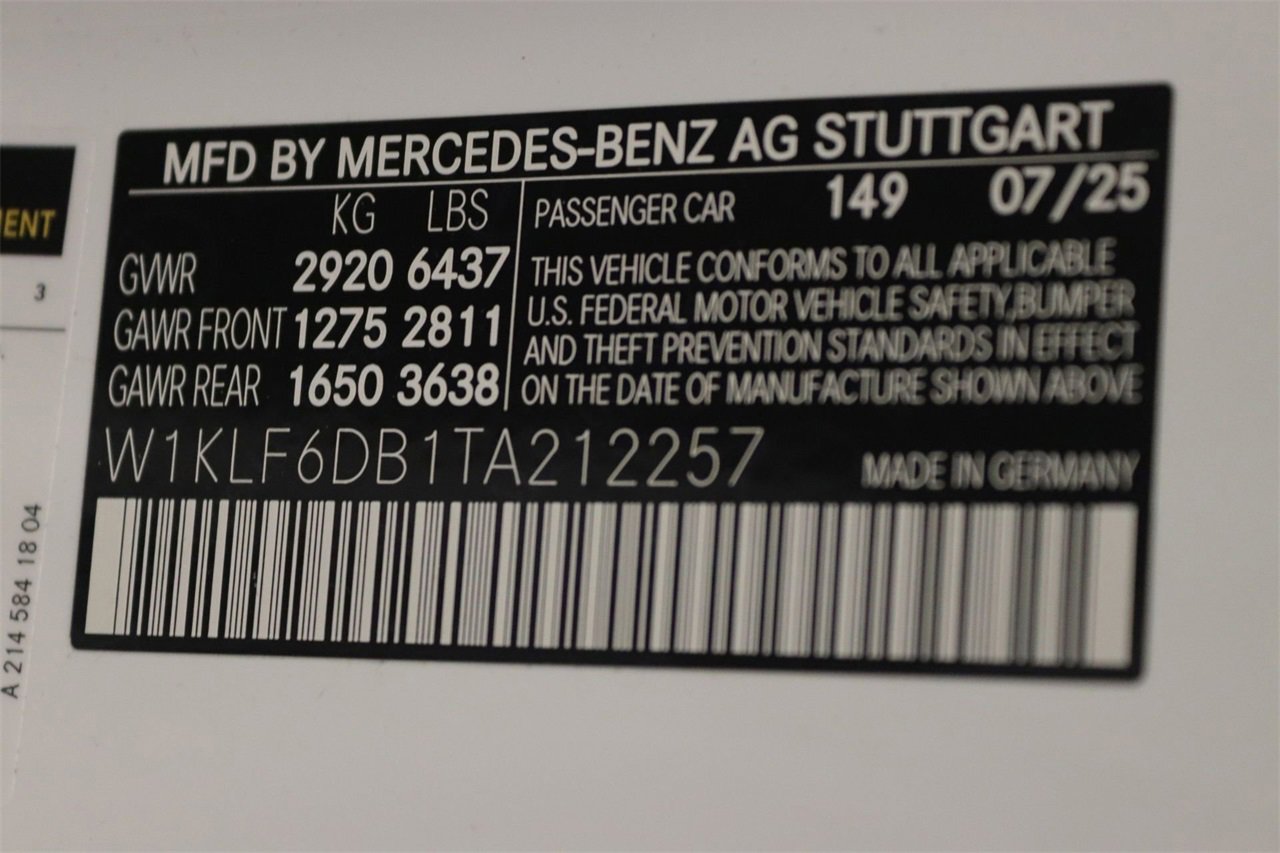 MFD BY MERCEDES-BENZ AG STUTTGART
KG LBS
GVWR 2920 6437
GAWR FRONT 1275 2811
GAWR REAR 1650 3638
PASSENGER CAR 149 07/25
THIS VEHICLE CONFORMS TO ALL APPLICABLE
U.S. FEDERAL MOTOR VEHICLE SAFETY,BUMPER
AND THEFT PREVENTION STANDARDS IN EFFECT
ON THE DATE OF MANUFACTURE SHOWN ABOVE
W1KLF6DB1TA212257
MADE IN GERMANY
ENT
3
A 214 584 18 04